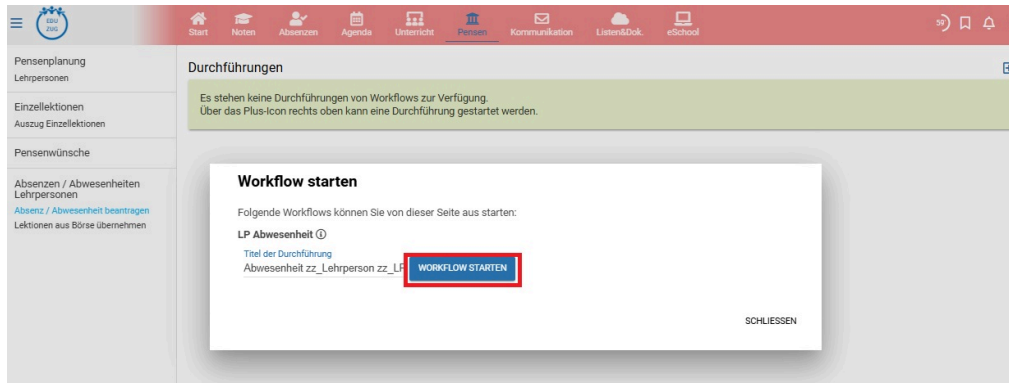 EDU
ZUG
Start
Noten
Absenzen
Agenda
Unterricht
Pensen
Kommunikation
Listen&Dok.
eSchool
59
Pensenplanung
Lehrpersonen
Einzellektionen
Auszug Einzellektionen
Pensenwünsche
Absenzen / Abwesenheiten
Lehrpersonen
Absenz / Abwesenheit beantragen
Lektionen aus Börse übernehmen
Durchführungen
Es stehen keine Durchführungen von Workflows zur Verfügung.
Über das Plus-Icon rechts oben kann eine Durchführung gestartet werden.
Workflow starten
Folgende Workflows können Sie von dieser Seite aus starten:
LP Abwesenheit
Titel der Durchführung
Abwesenheit zz_Lehrperson zz_LP
WORKFLOW STARTEN
SCHLIESSEN